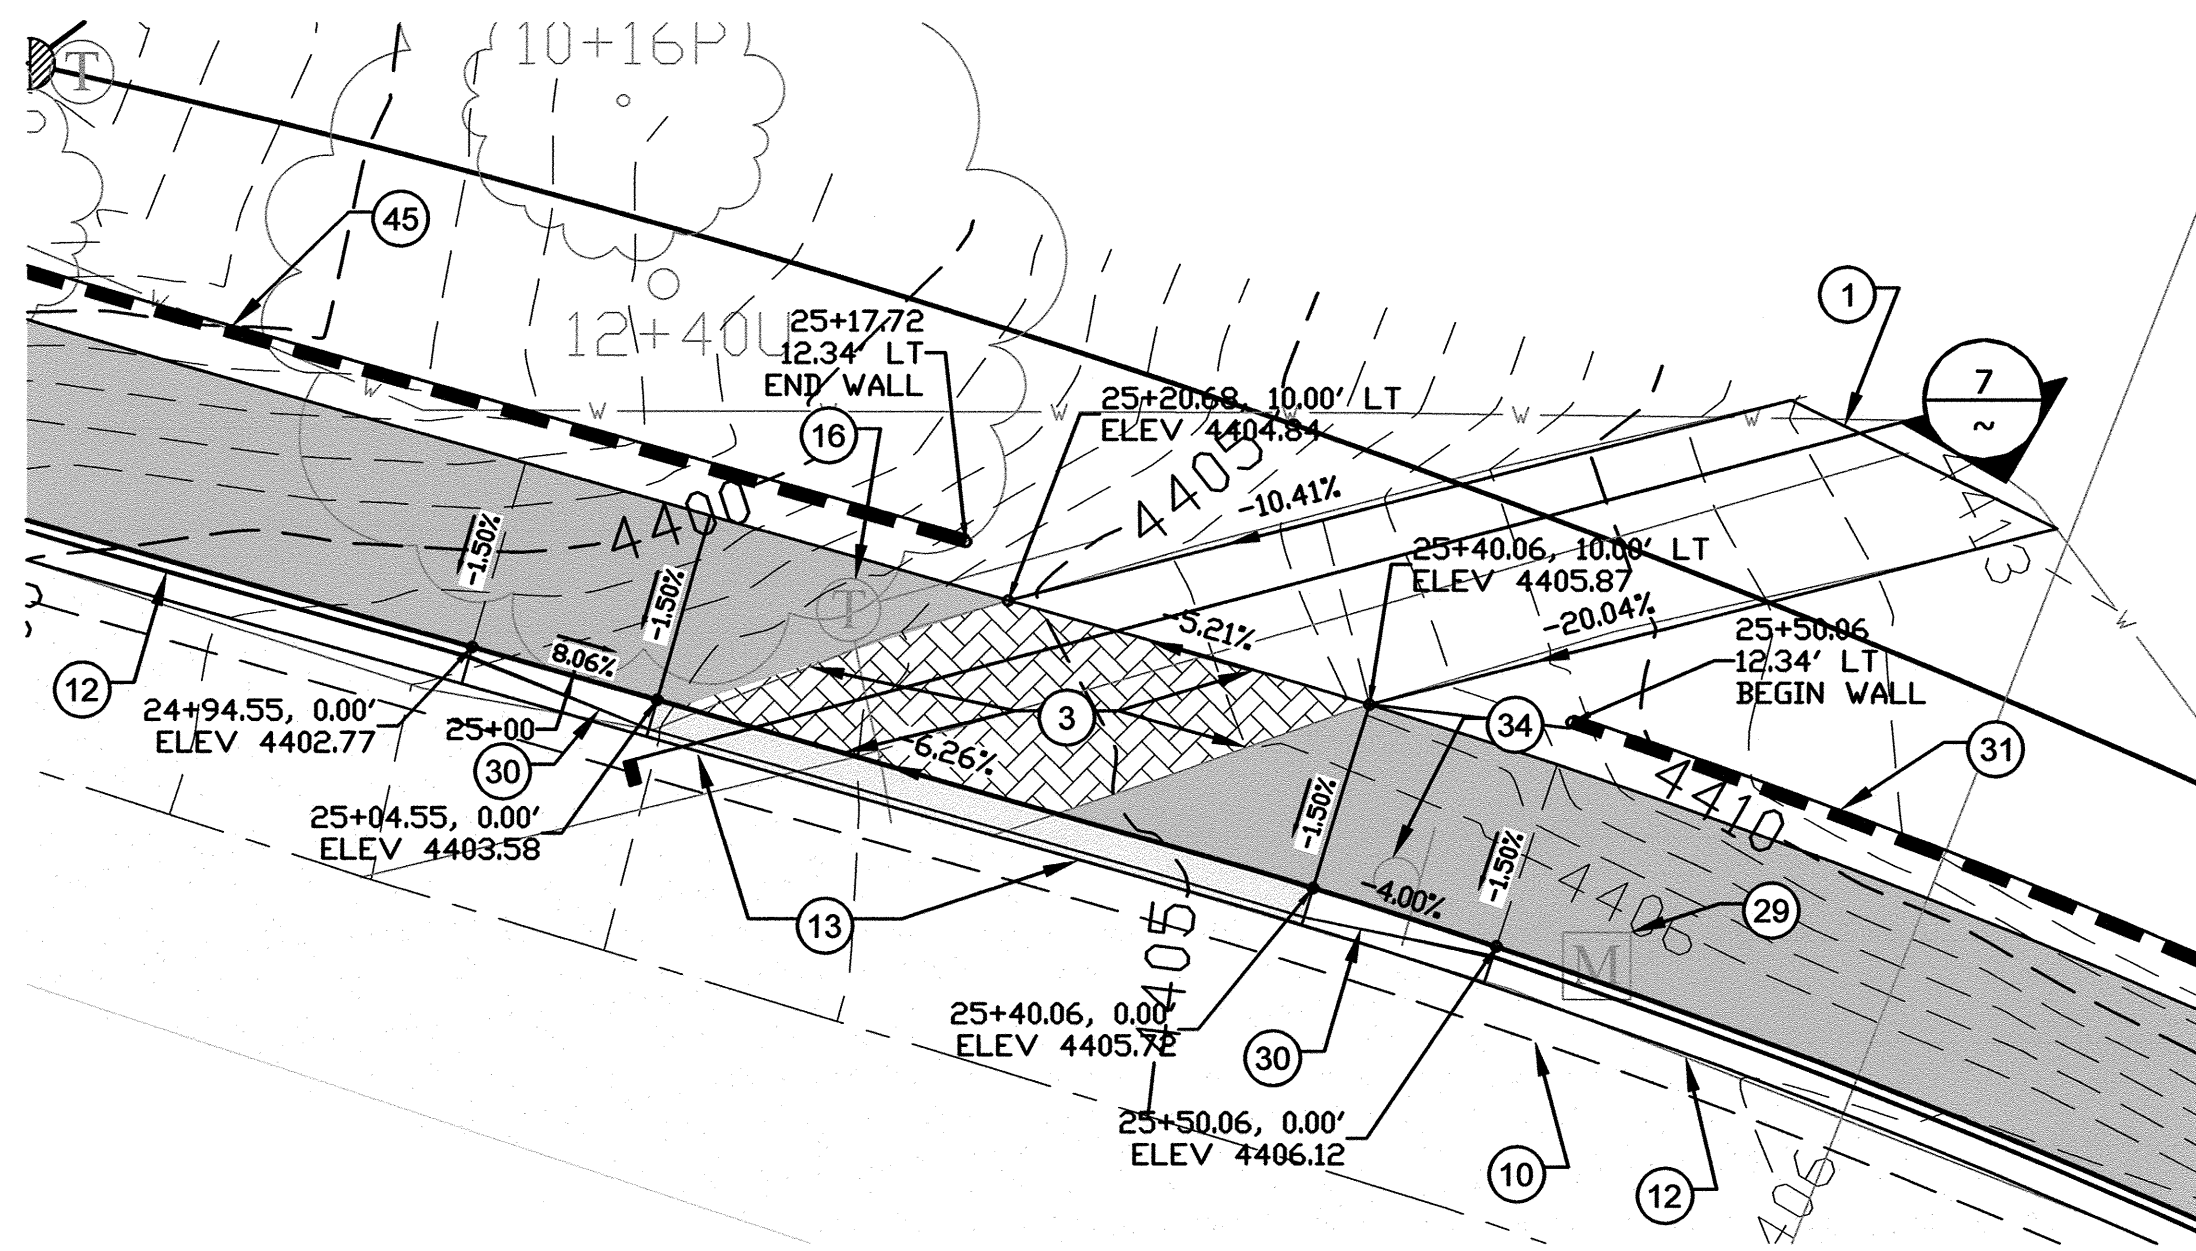 10+16P
T
45
1
7
~
12+40U
25+17.72
12.34' LT
END WALL
W
W
W
W
W
W
W
25+20.68, 10.00' LT
ELEV 4404.84
16
4405
-10.41%
4400
4413
25+40.06, 10.00' LT
ELEV 4405.87
-1.50%
-1.50%
T
-5.21%
-20.04%
25+50.06
12.34' LT
BEGIN WALL
8.06%
12
24+94.55, 0.00'
ELEV 4402.77
25+00
30
3
34
31
-6.26%
4410
25+04.55, 0.00'
ELEV 4403.58
-1.50%
-1.50%
13
-4.00%
4408
29
M
4405
25+40.06, 0.00'
ELEV 4405.72
30
25+50.06, 0.00'
ELEV 4406.12
10
12